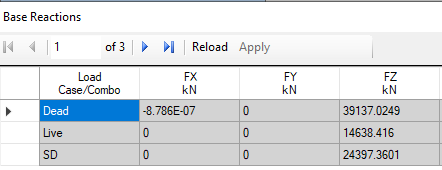 Base Reactions
1 of 3 Reload Apply
Load Case/Combo FX kN FY kN FZ kN
Dead -8.786E-07 0 39137.0249
Live 0 0 14638.416
SD 0 0 24397.3601